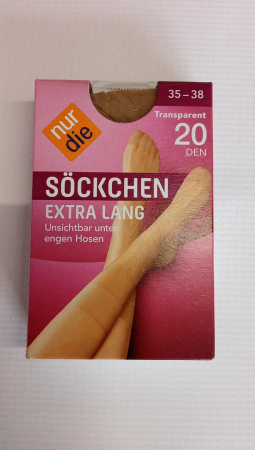 35 – 38
Transparent
20
DEN
nur
die
SÖCKCHEN
EXTRA LANG
Unsichtbar unter
engen Hosen